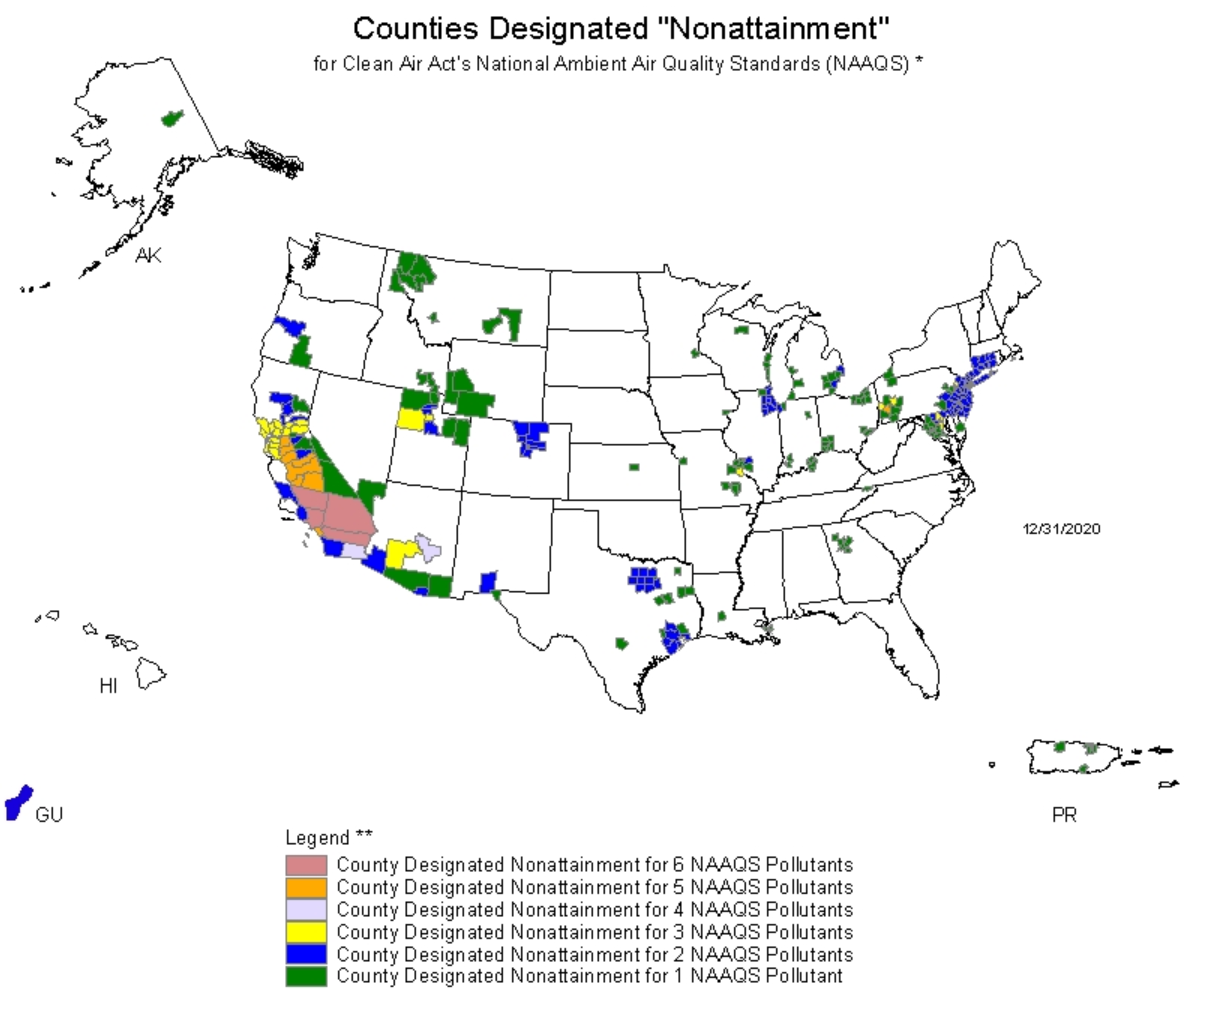 Counties Designated "Nonattainment"
for Clean Air Act's National Ambient Air Quality Standards (NAAQS) *
AK
12/31/2020
HI
GU
PR
Legend **
County Designated Nonattainment for 6 NAAQS Pollutants
County Designated Nonattainment for 5 NAAQS Pollutants
County Designated Nonattainment for 4 NAAQS Pollutants
County Designated Nonattainment for 3 NAAQS Pollutants
County Designated Nonattainment for 2 NAAQS Pollutants
County Designated Nonattainment for 1 NAAQS Pollutant